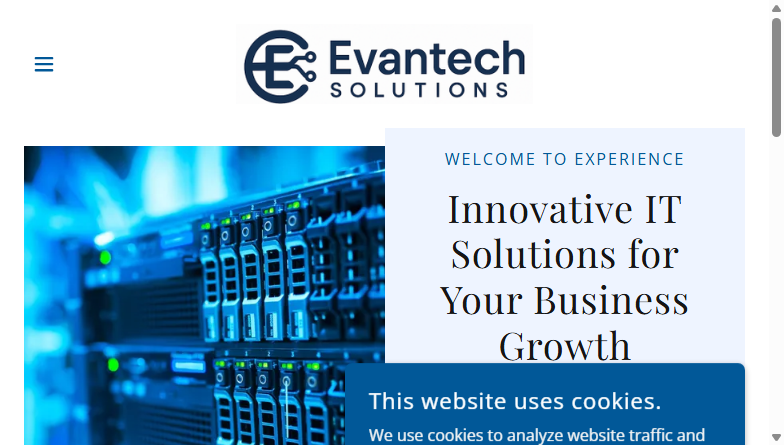 Evantech
SOLUTIONS
WELCOME TO EXPERIENCE
Innovative IT
Solutions for
Your Business
Growth
This website uses cookies.
We use cookies to analyze website traffic and